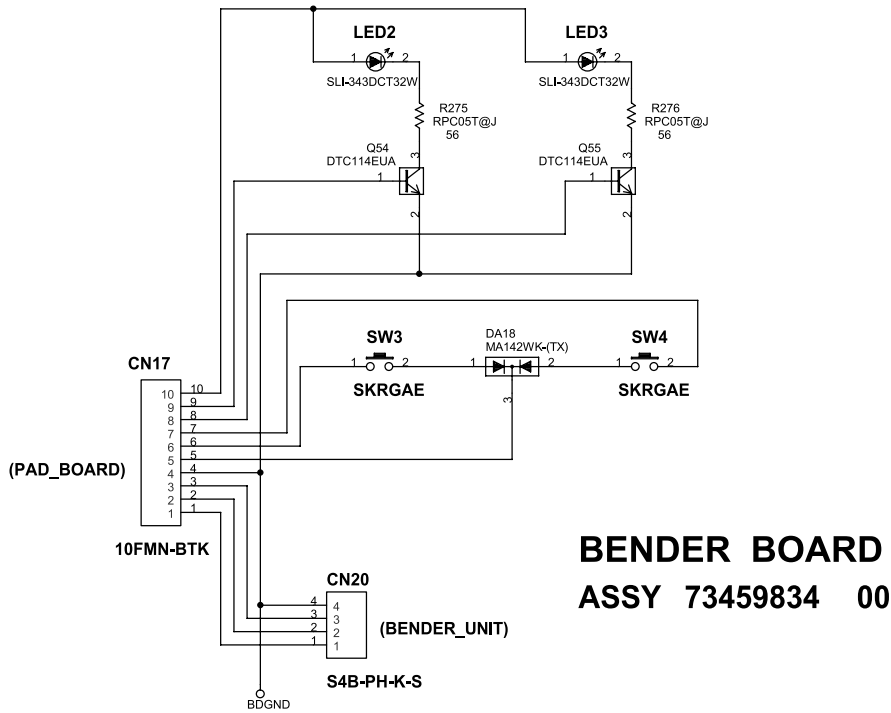 LED2
1 2
SLI-343DCT32W
LED3
1 2
SLI-343DCT32W
R275
RPC05T@J
56
R276
RPC05T@J
56
Q54
DTC114EUA
1
3
2
Q55
DTC114EUA
1
3
2
SW3
1 2
SKRGAE
DA18
MA142WK-(TX)
1 2
3
SW4
1 2
SKRGAE
CN17
10 10
9 9
8 8
7 7
6 6
5 5
4 4
3 3
2 2
1 1
(PAD_BOARD)
10FMN-BTK
BENDER BOARD
ASSY 73459834 00
CN20
4 4
3 3
2 2
1 1
(BENDER_UNIT)
S4B-PH-K-S
BDGND